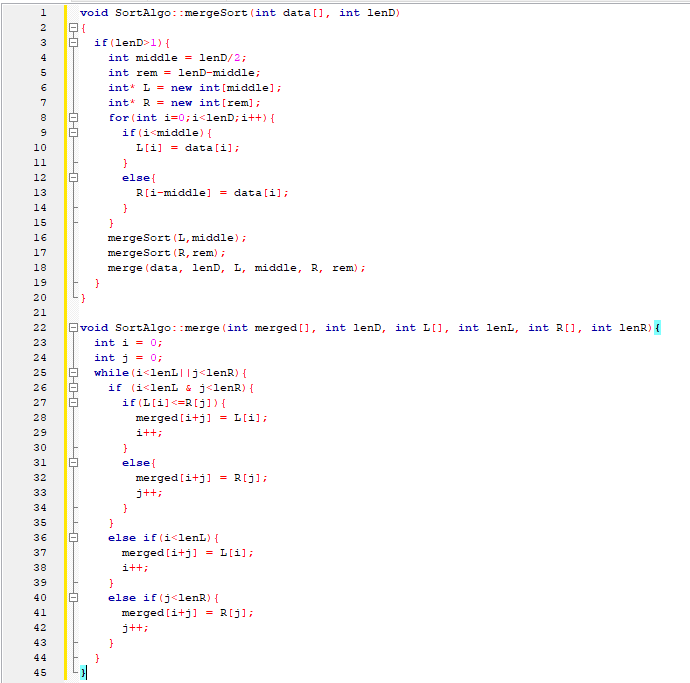 1 void SortAlgo::mergeSort(int data[], int lenD)
2 {
3   if(lenD>1){
4     int middle = lenD/2;
5     int rem = lenD-middle;
6     int* L = new int[middle];
7     int* R = new int[rem];
8     for(int i=0;i<lenD;i++){
9       if(i<middle){
10         L[i] = data[i];
11       }
12       else{
13         R[i-middle] = data[i];
14       }
15     }
16     mergeSort(L,middle);
17     mergeSort(R,rem);
18     merge(data, lenD, L, middle, R, rem);
19   }
20 }
21
22 void SortAlgo::merge(int merged[], int lenD, int L[], int lenL, int R[], int lenR){
23   int i = 0;
24   int j = 0;
25   while(i<lenL||j<lenR){
26     if (i<lenL & j<lenR){
27       if(L[i]<=R[j]){
28         merged[i+j] = L[i];
29         i++;
30       }
31       else{
32         merged[i+j] = R[j];
33         j++;
34       }
35     }
36     else if(i<lenL){
37       merged[i+j] = L[i];
38       i++;
39     }
40     else if(j<lenR){
41       merged[i+j] = R[j];
42       j++;
43     }
44   }
45 }